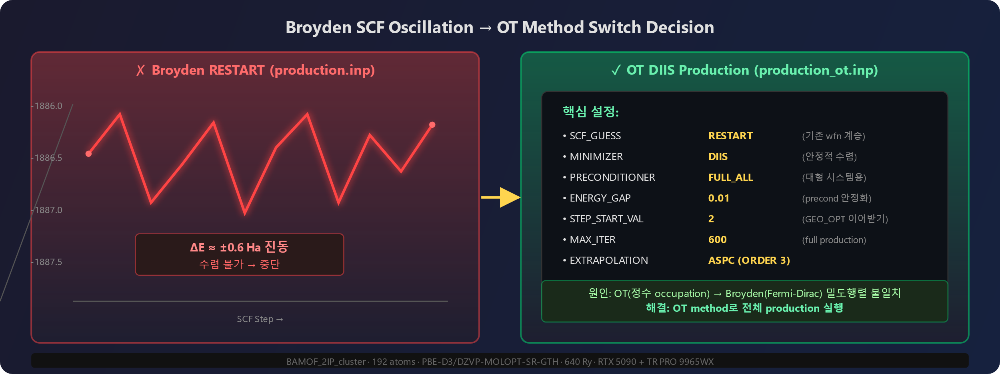 Broyden SCF Oscillation → OT Method Switch Decision
✗ Broyden RESTART (production.inp)
-1886.0
-1886.5
-1887.0
-1887.5
ΔE ≈ ±0.6 Ha 진동
수렴 불가 → 중단
SCF Step →
✓ OT DIIS Production (production_ot.inp)
핵심 설정:
• SCF_GUESS RESTART (기존 wfn 계승)
• MINIMIZER DIIS (안정적 수렴)
• PRECONDITIONER FULL_ALL (대형 시스템용)
• ENERGY_GAP 0.01 (precond 안정화)
• STEP_START_VAL 2 (GEO_OPT 이어받기)
• MAX_ITER 600 (full production)
• EXTRAPOLATION ASPC (ORDER 3)
원인: OT(정수 occupation) → Broyden(Fermi-Dirac) 밀도행렬 불일치
해결: OT method로 전체 production 실행
BAMOF_2IP_cluster · 192 atoms · PBE-D3/DZVP-MOLOPT-SR-GTH · 640 Ry · RTX 5090 + TR PRO 9965WX